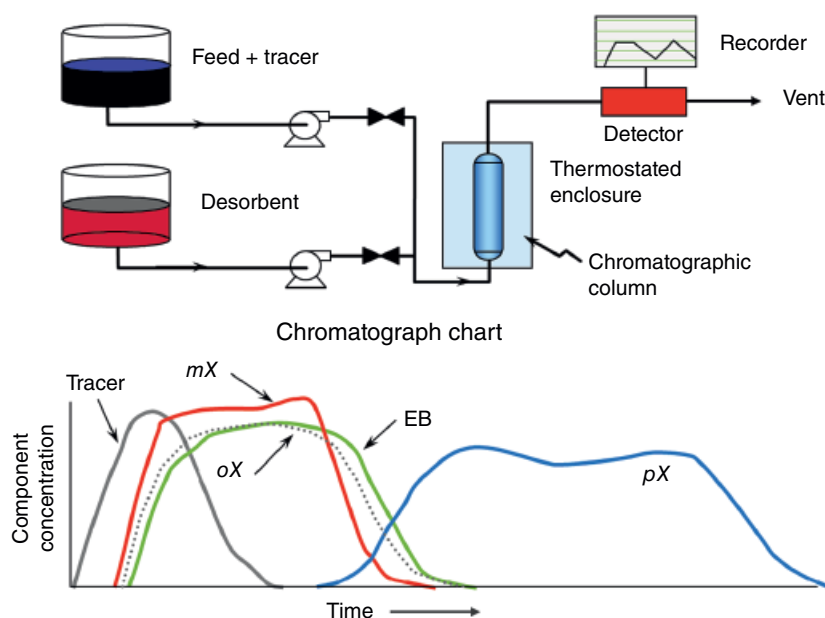 Feed + tracer
Recorder
Vent
Detector
Desorbent
Thermostated
enclosure
Chromatographic
column
Chromatograph chart
Component
concentration
Tracer
mX
oX
EB
pX
Time